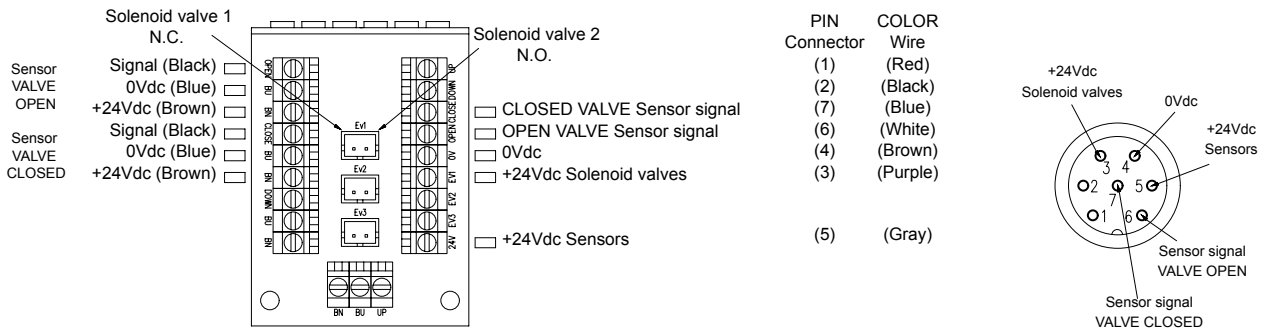 Solenoid valve 1
N.C.
Solenoid valve 2
N.O.
Sensor
VALVE
OPEN
Signal (Black)
0Vdc (Blue)
+24Vdc (Brown)
Sensor
VALVE
CLOSED
Signal (Black)
0Vdc (Blue)
+24Vdc (Brown)
OPEN
BU
BN
CLOSE
BU
BN
DOWN
BU
BN
Ev1
Ev2
Ev3
UP
DOWN
CLOSE
OPEN
0V
EV1
EV2
EV3
24V
BN BU UP
CLOSED VALVE Sensor signal
OPEN VALVE Sensor signal
0Vdc
+24Vdc Solenoid valves
+24Vdc Sensors
PIN COLOR
Connector Wire
(1) (Red)
(2) (Black)
(7) (Blue)
(6) (White)
(4) (Brown)
(3) (Purple)
(5) (Gray)
+24Vdc
Solenoid valves
0Vdc
+24Vdc
Sensors
3 4
2 7 5
1 6
Sensor signal
VALVE OPEN
Sensor signal
VALVE CLOSED